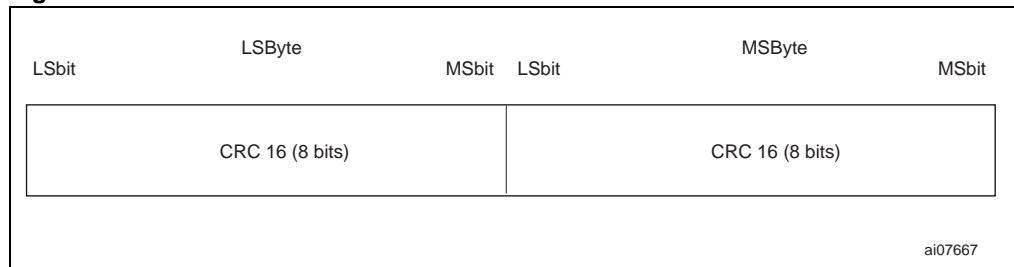 LSByte MSByte
LSbit MSbit LSbit MSbit
CRC 16 (8 bits) CRC 16 (8 bits)
ai07667